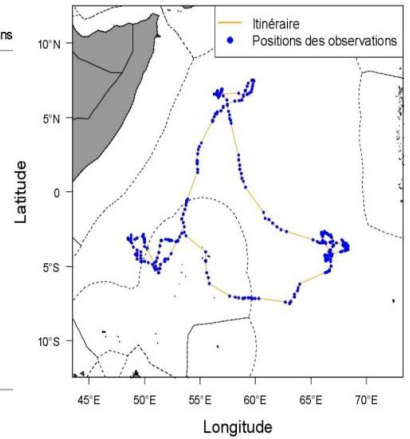 ns
Itinéraire
Positions des observations
10°N
5°N
0
5°S
10°S
Latitude
45°E 50°E 55°E 60°E 65°E 70°E
Longitude